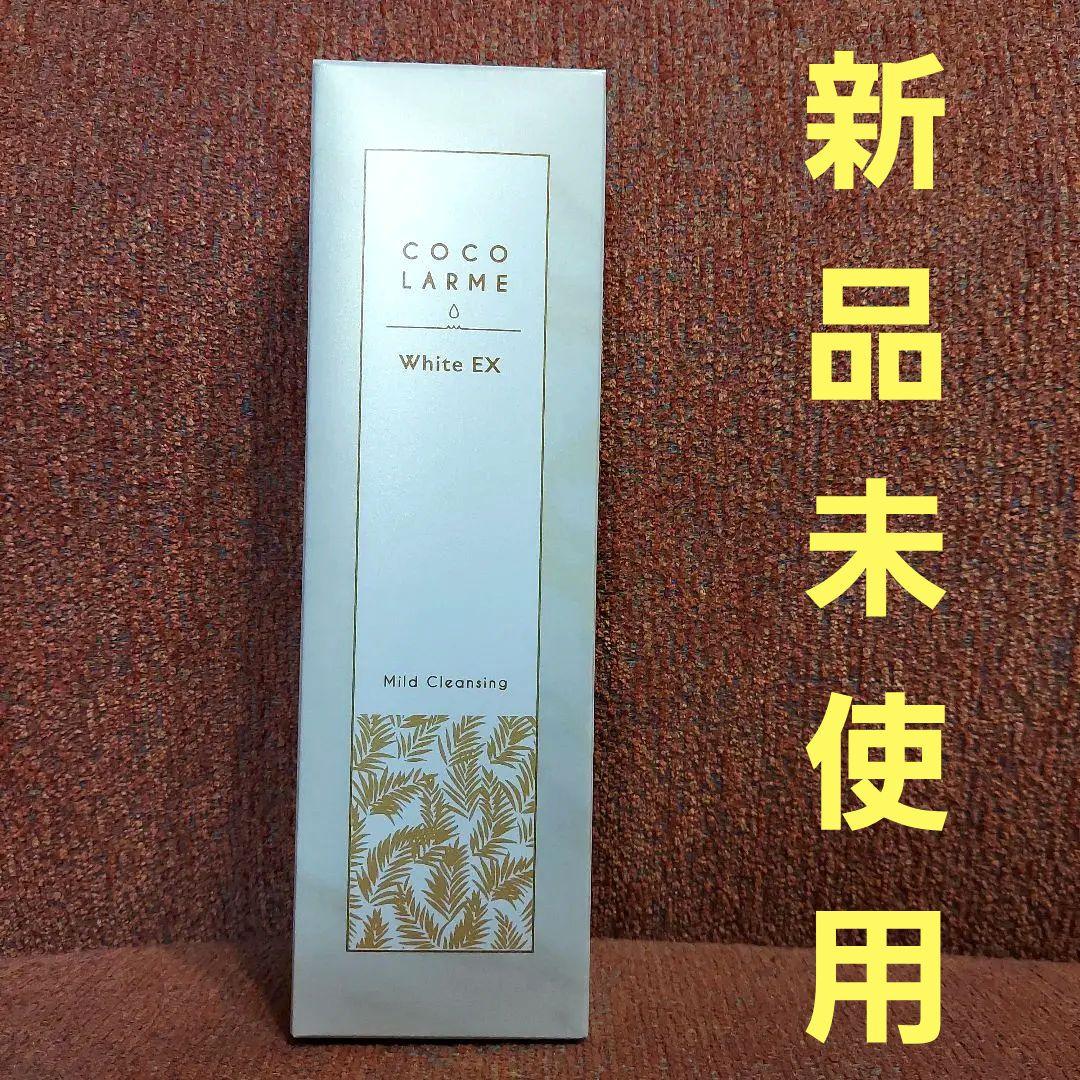 COCO
LARME
White EX
Mild Cleansing
新品未使用